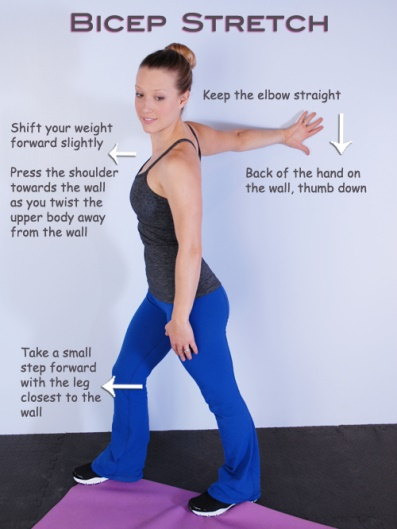 BICEP STRETCH
Keep the elbow straight
Shift your weight
forward slightly
Press the shoulder
towards the wall
as you twist the
upper body away
from the wall
Back of the hand on
the wall, thumb down
Take a small
step forward
with the leg
closest to the
wall